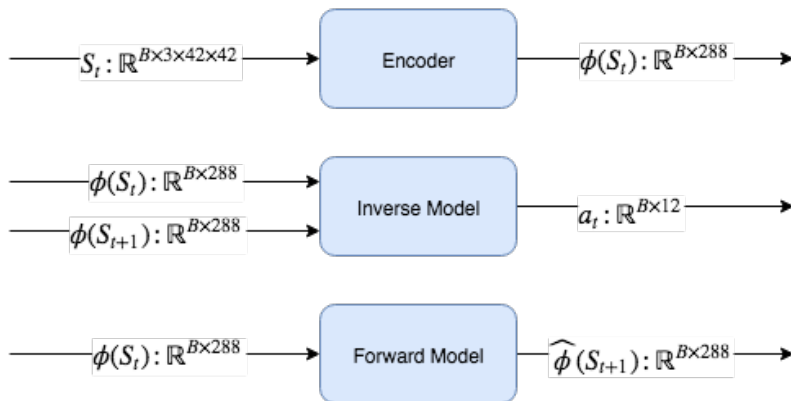 S_t : ℝ^{B×3×42×42} Encoder ϕ(S_t) : ℝ^{B×288}
ϕ(S_t) : ℝ^{B×288}
Inverse Model a_t : ℝ^{B×12}
ϕ(S_{t+1}) : ℝ^{B×288}
ϕ(S_t) : ℝ^{B×288} Forward Model \widehat{ϕ}(S_{t+1}) : ℝ^{B×288}